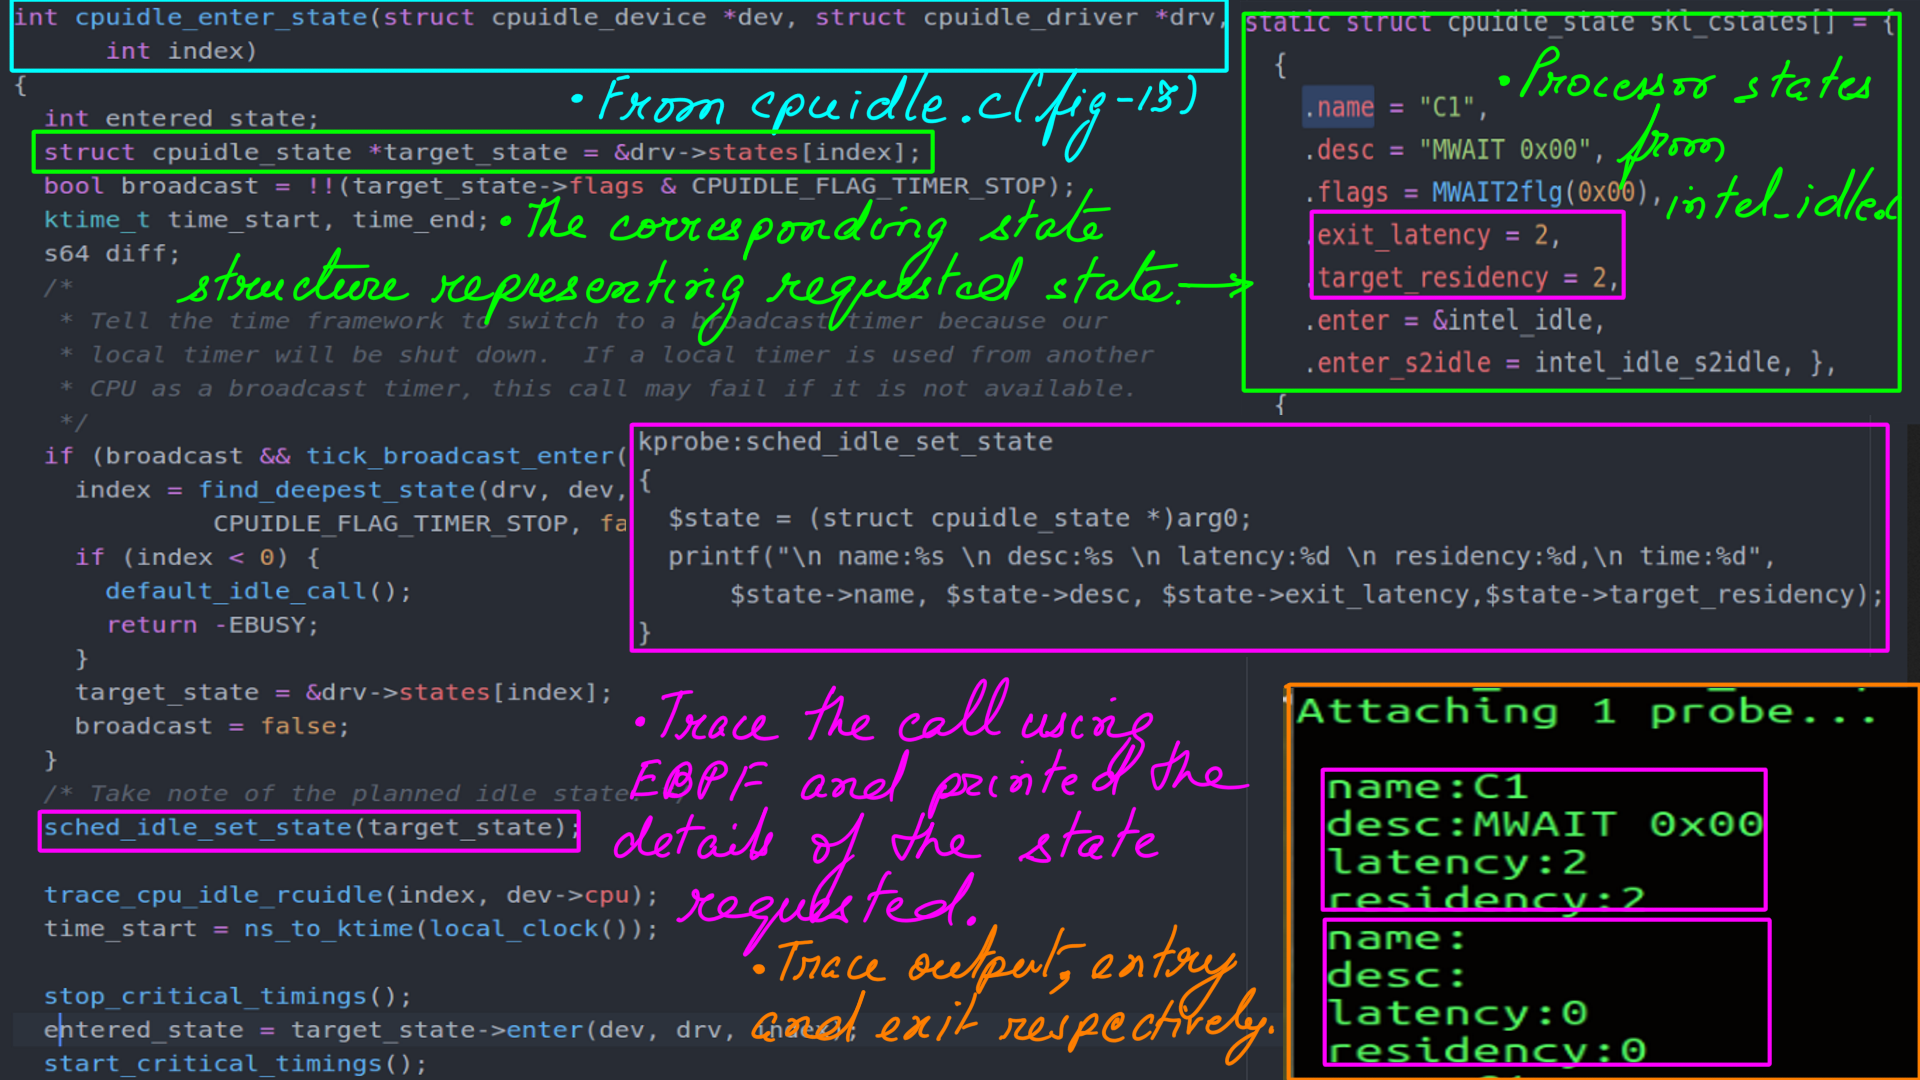 int cpuidle_enter_state(struct cpuidle_device *dev, struct cpuidle_driver *drv,
int index)
{
• From cpuidle.c(fig-13)
int entered_state;
struct cpuidle_state *target_state = &drv->states[index];
bool broadcast = !!(target_state->flags & CPUIDLE_FLAG_TIMER_STOP);
ktime_t time_start, time_end;
s64 diff;
• The corresponding state
structure representing requested state. →
/*
* Tell the time framework to switch to a broadcast timer because our
* local timer will be shut down.  If a local timer is used from another
* CPU as a broadcast timer, this call may fail if it is not available.
*/
if (broadcast && tick_broadcast_enter(
index = find_deepest_state(drv, dev,
CPUIDLE_FLAG_TIMER_STOP, fa
if (index < 0) {
default_idle_call();
return -EBUSY;
}
target_state = &drv->states[index];
broadcast = false;
}
/* Take note of the planned idle state. */
sched_idle_set_state(target_state);
trace_cpu_idle_rcuidle(index, dev->cpu);
time_start = ns_to_ktime(local_clock());
stop_critical_timings();
entered_state = target_state->enter(dev, drv, index);
start_critical_timings();
static struct cpuidle_state skl_cstates[] = {
{
.name = "C1",
.desc = "MWAIT 0x00",
.flags = MWAIT2flg(0x00),
.exit_latency = 2,
.target_residency = 2,
.enter = &intel_idle,
.enter_s2idle = intel_idle_s2idle, },
{
• Processor states
from
intel_idle.c
kprobe:sched_idle_set_state
{
$state = (struct cpuidle_state *)arg0;
printf("\n name:%s \n desc:%s \n latency:%d \n residency:%d,\n time:%d",
$state->name, $state->desc, $state->exit_latency,$state->target_residency);
}
• Trace the call using
EBPF and printed the
details of the state
requested.
• Trace output, entry
and exit respectively.
Attaching 1 probe...
name:C1
desc:MWAIT 0x00
latency:2
residency:2
name:
desc:
latency:0
residency:0